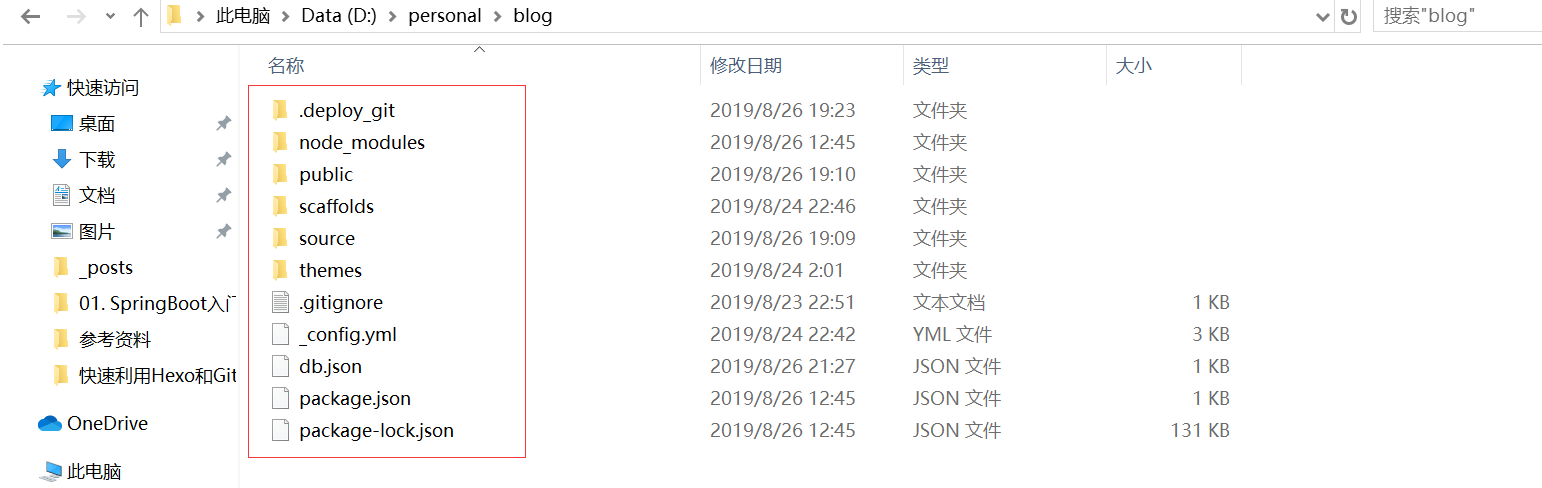 此电脑 Data (D:) personal blog 搜索"blog"
名称 修改日期 类型 大小
快速访问
桌面
下载
文档
图片
_posts
01. SpringBoot入门
参考资料
快速利用Hexo和Git
OneDrive
此电脑
.deploy_git 2019/8/26 19:23 文件夹
node_modules 2019/8/26 12:45 文件夹
public 2019/8/26 19:10 文件夹
scaffolds 2019/8/24 22:46 文件夹
source 2019/8/26 19:09 文件夹
themes 2019/8/24 2:01 文件夹
.gitignore 2019/8/23 22:51 文本文档 1 KB
_config.yml 2019/8/24 22:42 YML 文件 3 KB
db.json 2019/8/26 21:27 JSON 文件 1 KB
package.json 2019/8/26 12:45 JSON 文件 1 KB
package-lock.json 2019/8/26 12:45 JSON 文件 131 KB